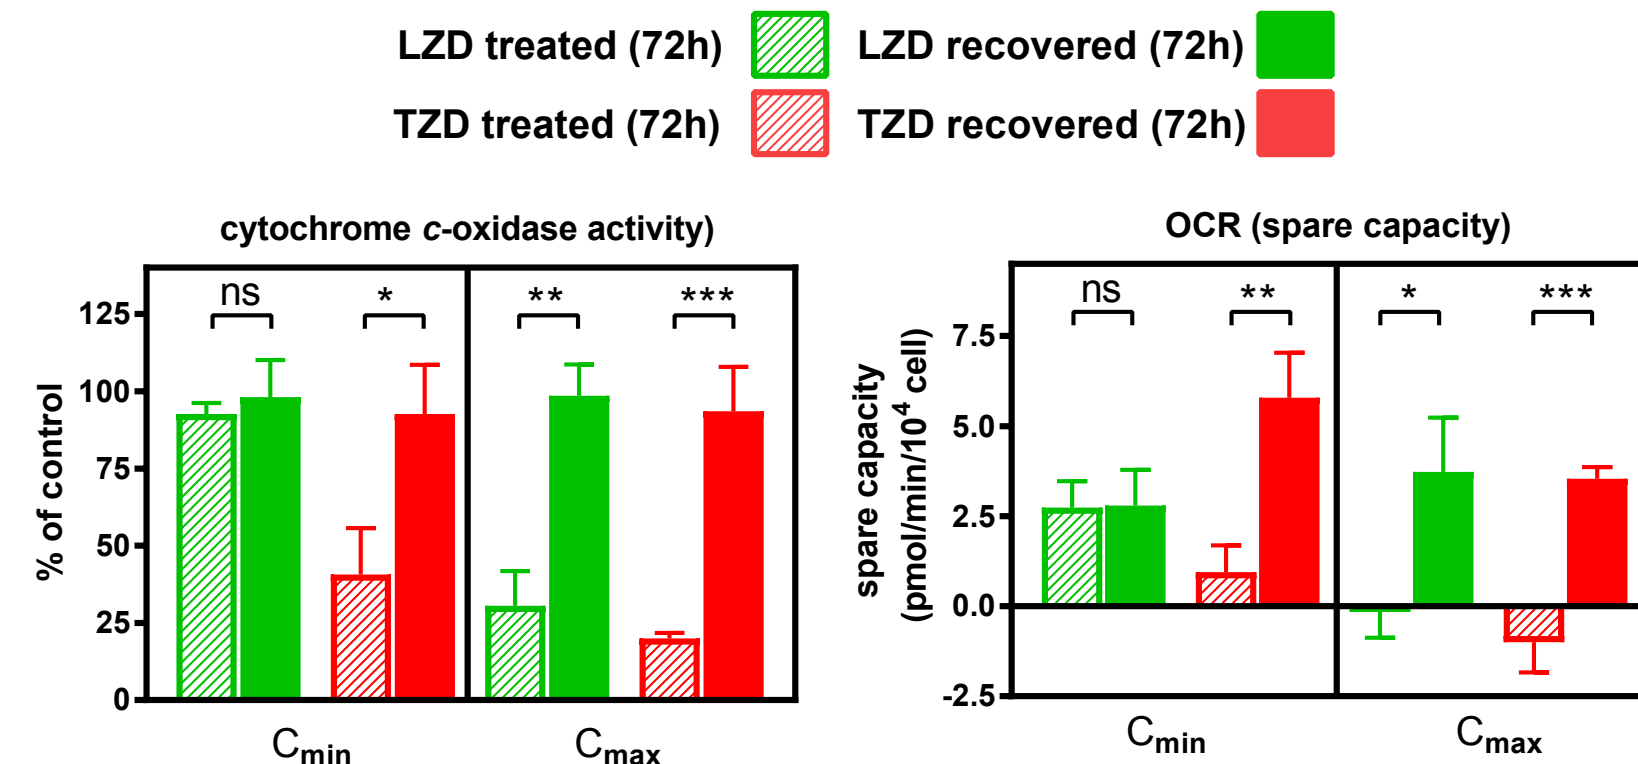 LZD treated (72h) LZD recovered (72h)
TZD treated (72h) TZD recovered (72h)
cytochrome c-oxidase activity)
% of control
125
100
75
50
25
0
ns * ** ***
Cmin Cmax
OCR (spare capacity)
spare capacity
(pmol/min/10⁴ cell)
7.5
5.0
2.5
0.0
-2.5
ns ** * ***
Cmin Cmax